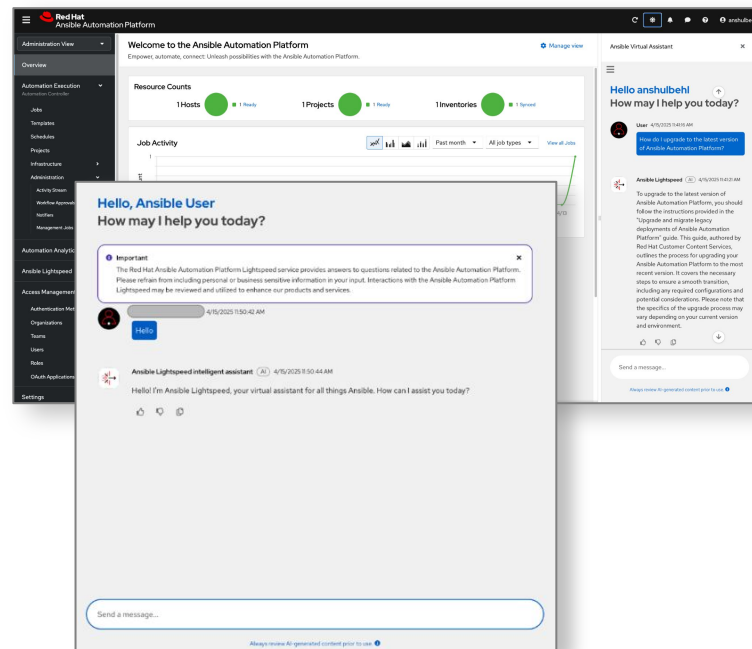 Red Hat
Ansible Automation Platform
anshulbe
Administration View
Overview
Automation Execution
Automation Controller
Jobs
Templates
Schedules
Projects
Infrastructure
Administration
Activity Stream
Workflow Approvals
Notifiers
Management Jobs
Automation Analytic
Ansible Lightspeed
Access Management
Authentication Met
Organizations
Teams
Users
Roles
OAuth Applications
Settings
Welcome to the Ansible Automation Platform
Manage view
Empower, automate, connect: Unleash possibilities with the Ansible Automation Platform.
Resource Counts
1 Hosts 1 Ready 1 Projects 1 Ready 1 Inventories 1 Synced
Job Activity Past month All job types View all Jobs
1
Ansible Virtual Assistant
Hello anshulbehl
How may I help you today?
User 4/15/2025 11:41:15 AM
How do I upgrade to the latest version
of Ansible Automation Platform?
Ansible Lightspeed AI 4/15/2025 11:41:21 AM
To upgrade to the latest version of
Ansible Automation Platform, you should
follow the instructions provided in the
"Upgrade and migrate legacy
deployments of Ansible Automation
Platform" guide. This guide, authored by
Red Hat Customer Content Services,
outlines the process for upgrading your
Ansible Automation Platform to the most
recent version. It covers the necessary
steps to ensure a smooth transition,
including any required configurations and
potential considerations. Please note that
the specifics of the upgrade process may
vary depending on your current version
and environment.
Send a message...
Always review AI-generated content prior to use
Hello, Ansible User
How may I help you today?
Important
The Red Hat Ansible Automation Platform Lightspeed service provides answers to questions related to the Ansible Automation Platform.
Please refrain from including personal or business sensitive information in your input. Interactions with the Ansible Automation Platform
Lightspeed may be reviewed and utilized to enhance our products and services.
4/15/2025 11:50:42 AM
Hello
Ansible Lightspeed intelligent assistant AI 4/15/2025 11:50:44 AM
Hello! I'm Ansible Lightspeed, your virtual assistant for all things Ansible. How can I assist you today?
Send a message...
Always review AI-generated content prior to use